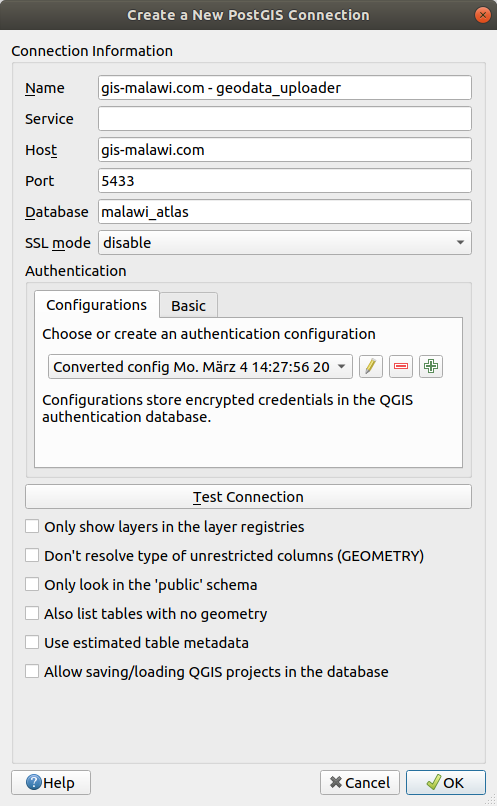 Create a New PostGIS Connection
Connection Information
Name gis-malawi.com - geodata_uploader
Service
Host gis-malawi.com
Port 5433
Database malawi_atlas
SSL mode disable
Authentication
Configurations Basic
Choose or create an authentication configuration
Converted config Mo. März 4 14:27:56 20
Configurations store encrypted credentials in the QGIS
authentication database.
Test Connection
Only show layers in the layer registries
Don't resolve type of unrestricted columns (GEOMETRY)
Only look in the 'public' schema
Also list tables with no geometry
Use estimated table metadata
Allow saving/loading QGIS projects in the database
Help Cancel OK